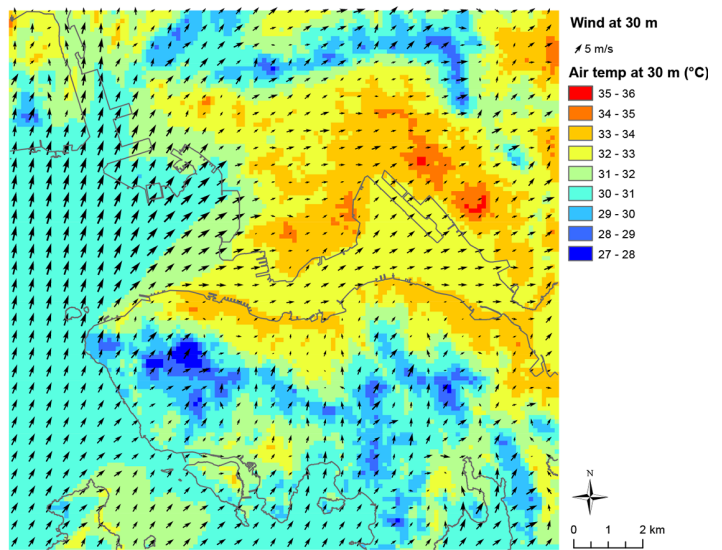 Wind at 30 m
5 m/s
Air temp at 30 m (°C)
35 - 36
34 - 35
33 - 34
32 - 33
31 - 32
30 - 31
29 - 30
28 - 29
27 - 28
N
0 1 2 km